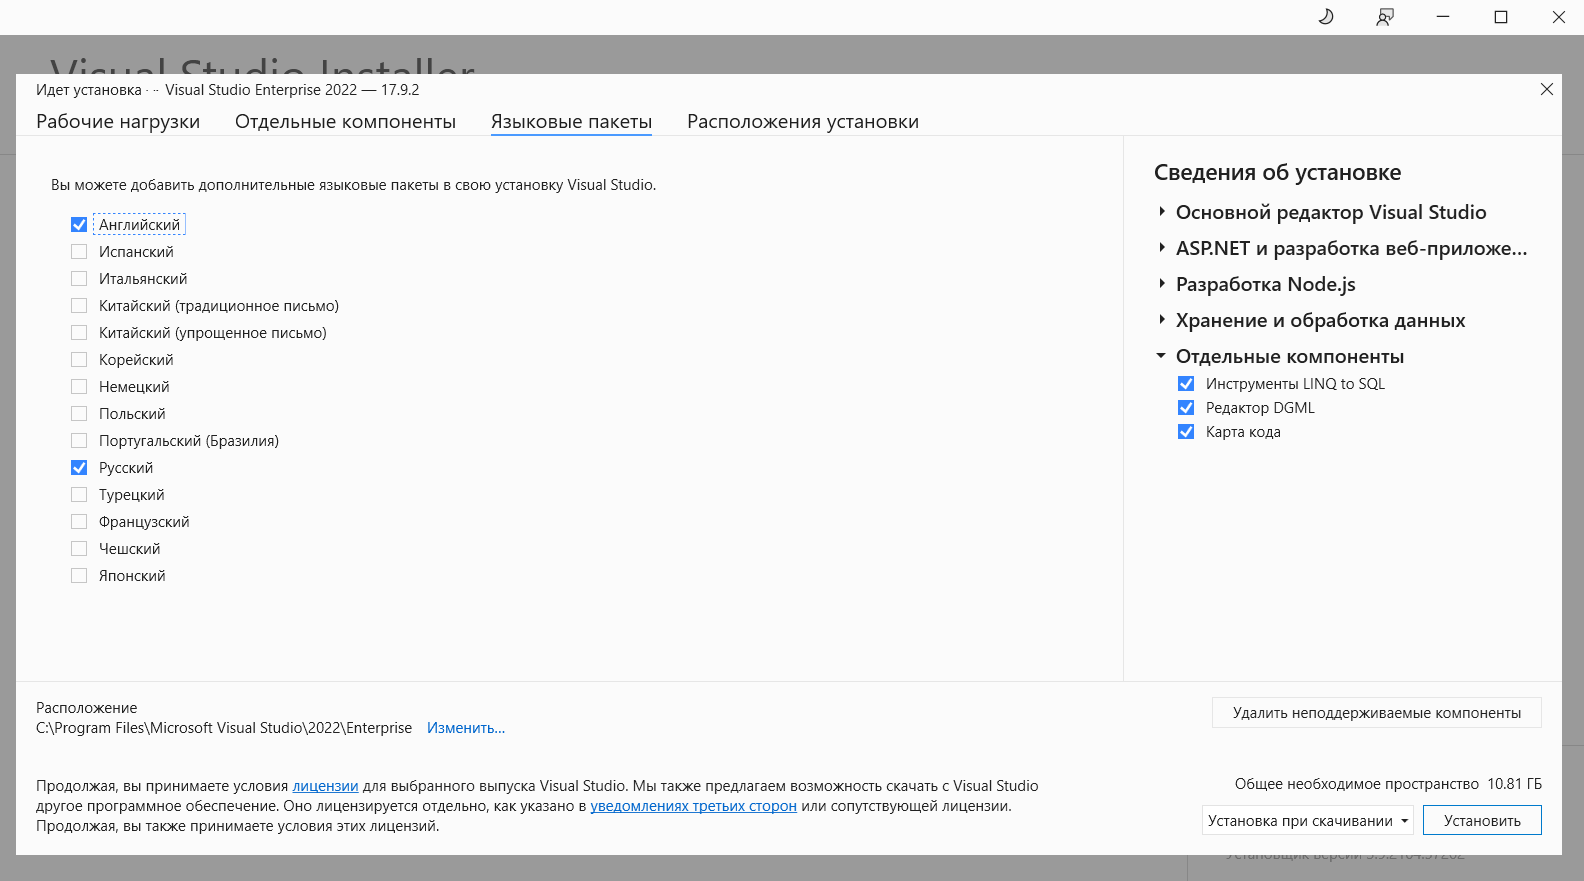 Visual Studio Installer
Идет установка · ·· Visual Studio Enterprise 2022 — 17.9.2
Рабочие нагрузки
Отдельные компоненты
Языковые пакеты
Расположения установки
Вы можете добавить дополнительные языковые пакеты в свою установку Visual Studio.
Английский
Испанский
Итальянский
Китайский (традиционное письмо)
Китайский (упрощенное письмо)
Корейский
Немецкий
Польский
Португальский (Бразилия)
Русский
Турецкий
Французский
Чешский
Японский
Сведения об установке
Основной редактор Visual Studio
ASP.NET и разработка веб-приложе...
Разработка Node.js
Хранение и обработка данных
Отдельные компоненты
Инструменты LINQ to SQL
Редактор DGML
Карта кода
Расположение
C:\Program Files\Microsoft Visual Studio\2022\Enterprise Изменить...
Удалить неподдерживаемые компоненты
Продолжая, вы принимаете условия лицензии для выбранного выпуска Visual Studio. Мы также предлагаем возможность скачать с Visual Studio
другое программное обеспечение. Оно лицензируется отдельно, как указано в уведомлениях третьих сторон или сопутствующей лицензии.
Продолжая, вы также принимаете условия этих лицензий.
Общее необходимое пространство 10.81 ГБ
Установка при скачивании
Установить
Установщик версии